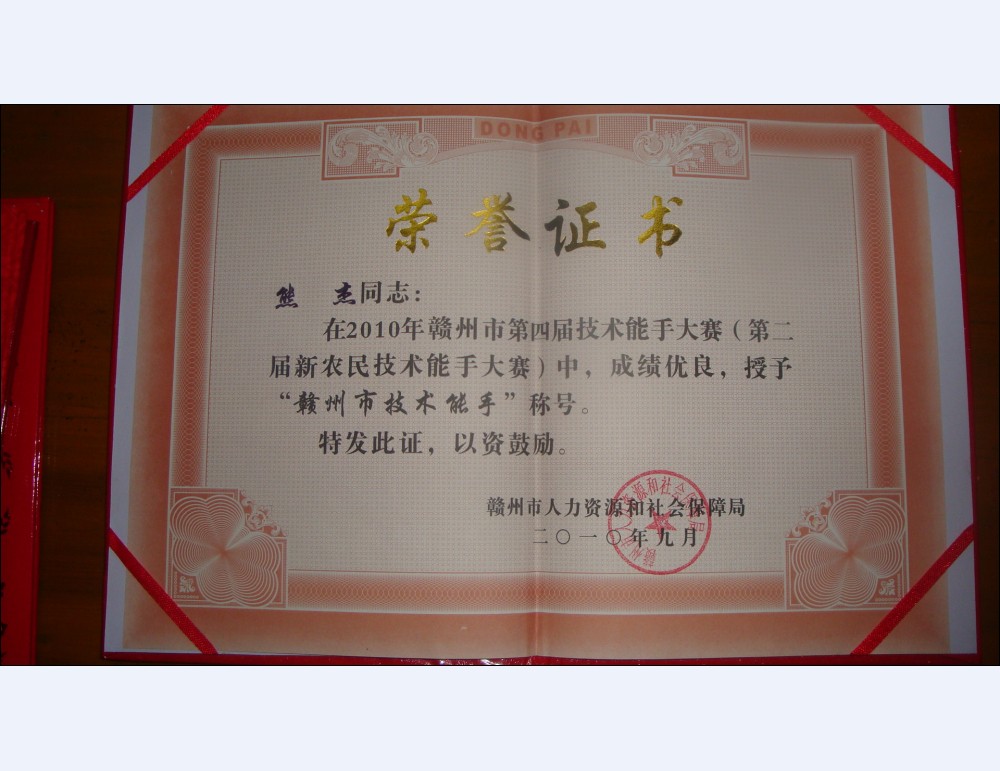 DONG PAI
荣誉证书
熊 杰同志：
在2010年赣州市第四届技术能手大赛（第二
届新农民技术能手大赛）中，成绩优良，授予
“赣州市技术能手”称号。
特发此证，以资鼓励。
赣州市人力资源和社会保障局
二〇一〇年九月